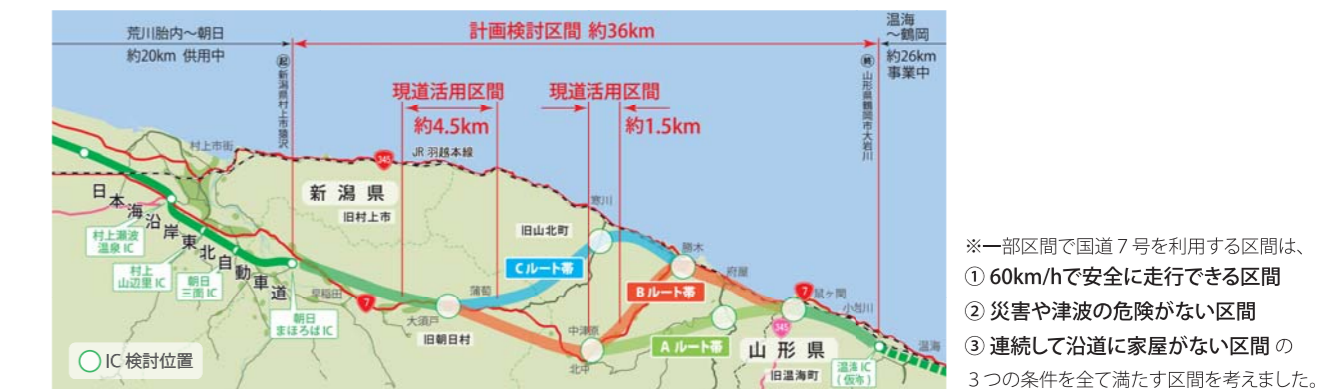 荒川胎内〜朝日
約20km 供用中
計画検討区間 約36km
温海
〜鶴岡
約26km
事業中
起 新潟県村上市猿沢
終 山形県鶴岡市大岩川
現道活用区間
約4.5km
現道活用区間
約1.5km
村上市街
345
JR 羽越本線
新潟県
旧村上市
日本海沿岸東北自動車道
村上瀬波
温泉 IC
村上
山辺里 IC
朝日
三面 IC
朝日
まほろば IC
早稲田
7
大須戸
旧朝日村
蒲萄
旧山北町
寒川
Cルート帯
勝木
Bルート帯
府屋
中津原
北中
Aルート帯
7
鼠ヶ関
345
小岩川
山形県
旧温海町
温海 IC
(仮称)
温海
IC 検討位置
※一部区間で国道７号を利用する区間は、
① 60km/hで安全に走行できる区間
② 災害や津波の危険がない区間
③ 連続して沿道に家屋がない区間 の
３つの条件を全て満たす区間を考えました。